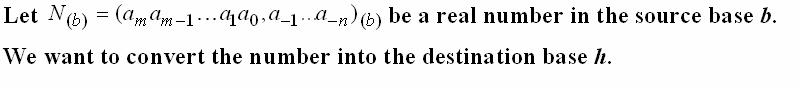 Let N(b) = (aₘaₘ₋₁...a₁a₀,a₋₁..a₋ₙ)(b) be a real number in the source base b.
We want to convert the number into the destination base h.